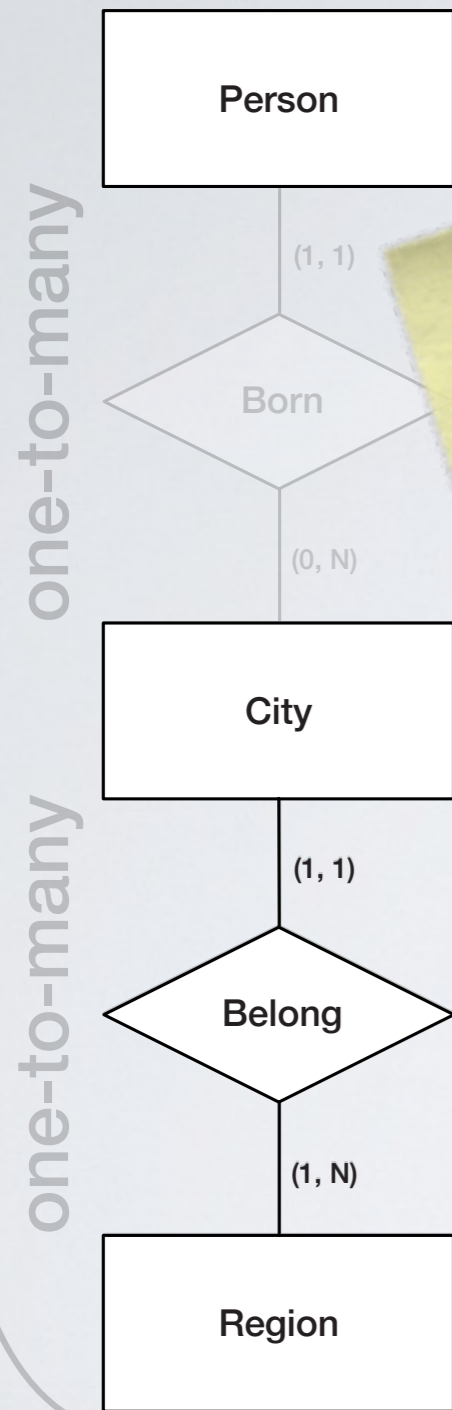 Person
(1, 1)
Born
(0, N)
one-to-many
City
(1, 1)
Belong
(1, N)
one-to-many
Region